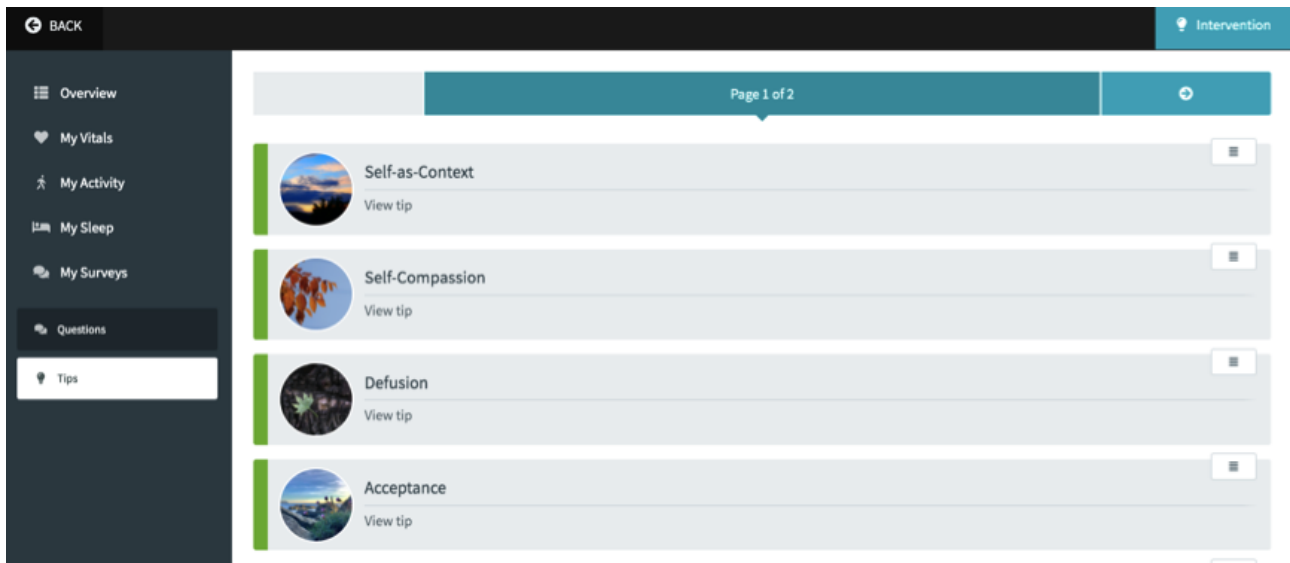 BACK
Intervention
Overview
My Vitals
My Activity
My Sleep
My Surveys
Questions
Tips
Page 1 of 2
Self-as-Context
View tip
Self-Compassion
View tip
Defusion
View tip
Acceptance
View tip